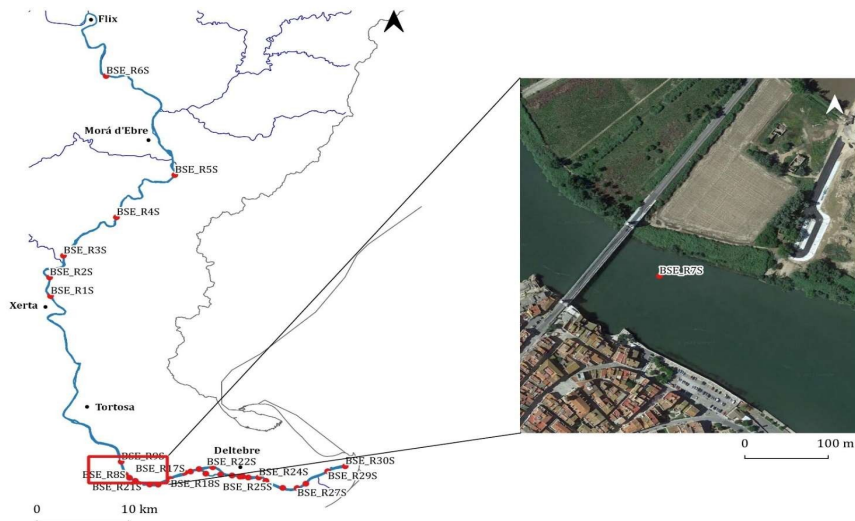 Flix
BSE_R6S
Morá d'Ebre
BSE_R5S
BSE_R4S
BSE_R3S
BSE_R2S
BSE_R1S
Xerta
Tortosa
Deltebre
BSE_R9S
BSE_R22S
BSE_R30S
BSE_R17S
BSE_R8S
BSE_R24S
BSE_R29S
BSE_R18S
BSE_R21S
BSE_R25S
BSE_R27S
0 10 km
BSE_R7S
0 100 m